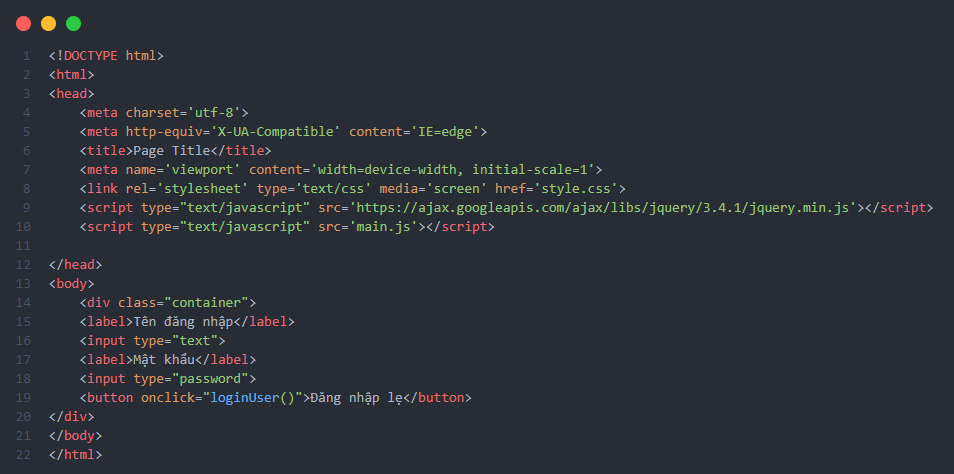 1 <!DOCTYPE html>
2 <html>
3 <head>
4     <meta charset='utf-8'>
5     <meta http-equiv='X-UA-Compatible' content='IE=edge'>
6     <title>Page Title</title>
7     <meta name='viewport' content='width=device-width, initial-scale=1'>
8     <link rel='stylesheet' type='text/css' media='screen' href='style.css'>
9     <script type="text/javascript" src='https://ajax.googleapis.com/ajax/libs/jquery/3.4.1/jquery.min.js'></script>
10     <script type="text/javascript" src='main.js'></script>
11
12 </head>
13 <body>
14     <div class="container">
15     <label>Tên đăng nhập</label>
16     <input type="text">
17     <label>Mật khẩu</label>
18     <input type="password">
19     <button onclick="loginUser()">Đăng nhập lẹ</button>
20 </div>
21 </body>
22 </html>